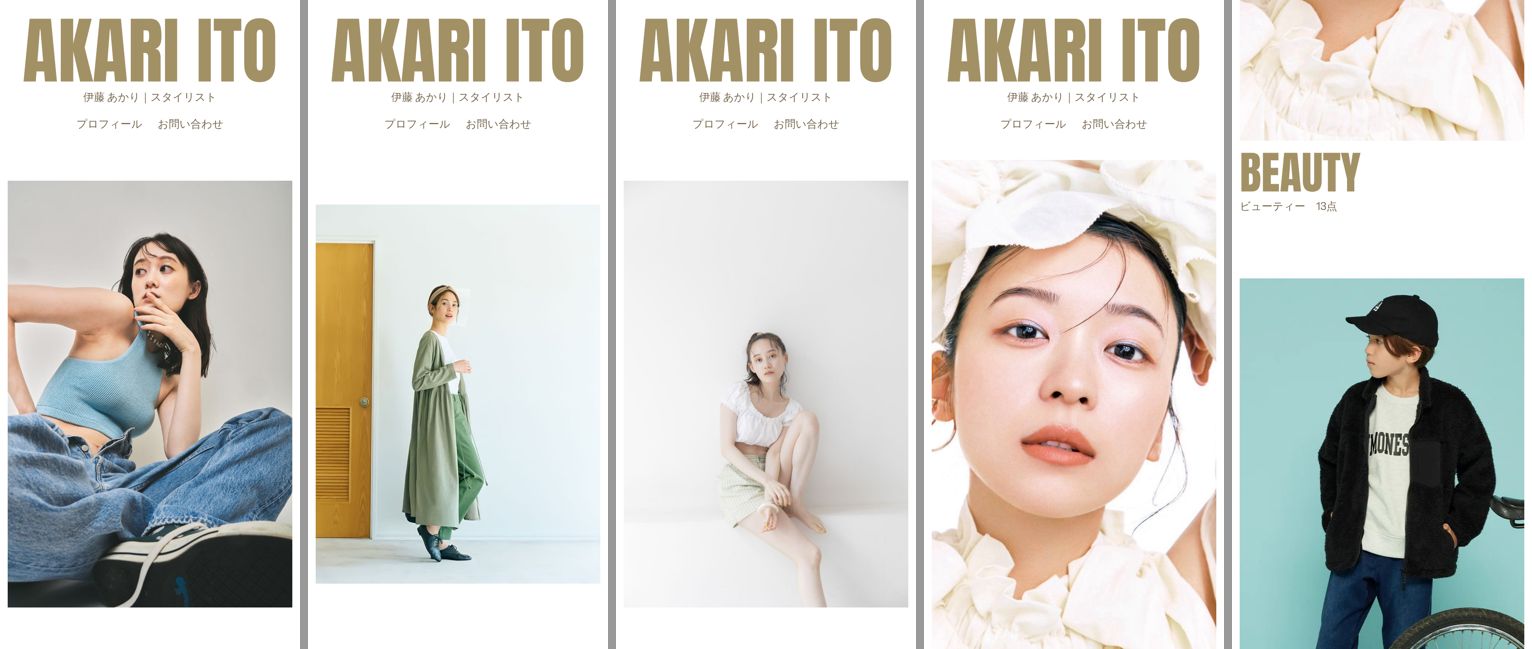 AKARI ITO
伊藤 あかり｜スタイリスト
プロフィール お問い合わせ
AKARI ITO
伊藤 あかり｜スタイリスト
プロフィール お問い合わせ
AKARI ITO
伊藤 あかり｜スタイリスト
プロフィール お問い合わせ
AKARI ITO
伊藤 あかり｜スタイリスト
プロフィール お問い合わせ
BEAUTY
ビューティー 13点
MONES